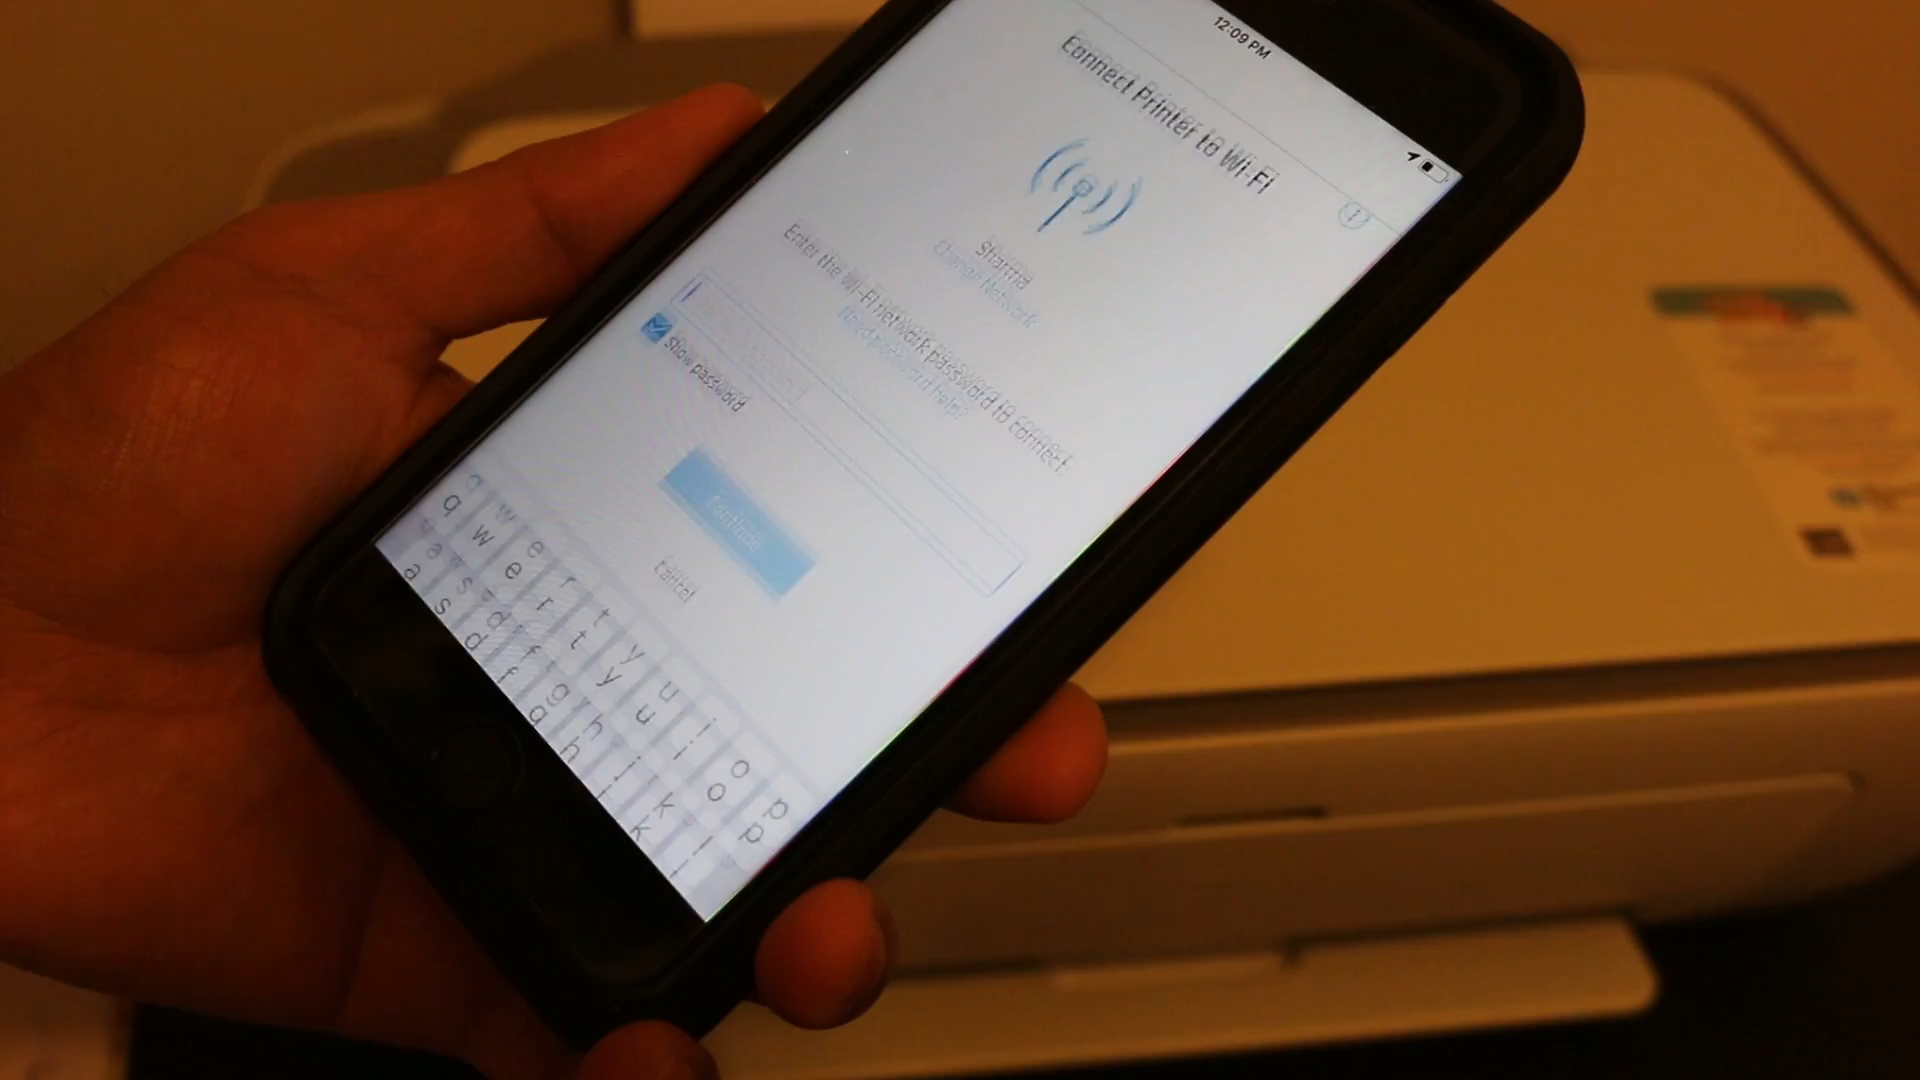 12:09 PM
Connect Printer to Wi-Fi
Sharma
Change Network
Enter the Wi-Fi network password to connect.
Need password help?
Show password
Continue
Cancel
q w e r t y u i o p
a s d f g h j k l